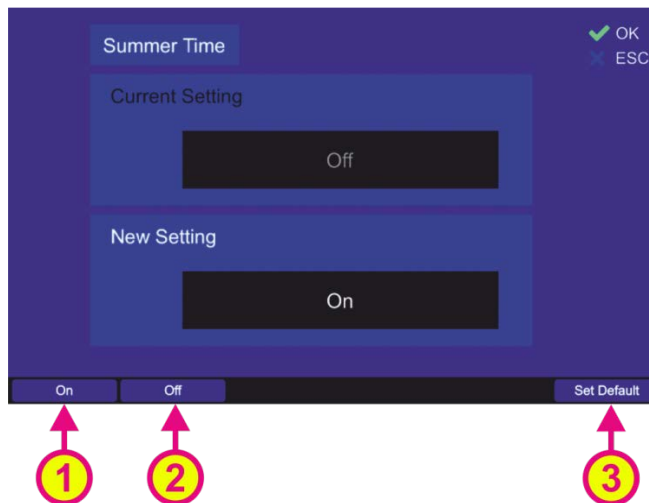 Summer Time
OK
ESC
Current Setting
Off
New Setting
On
On Off Set Default
1 2 3